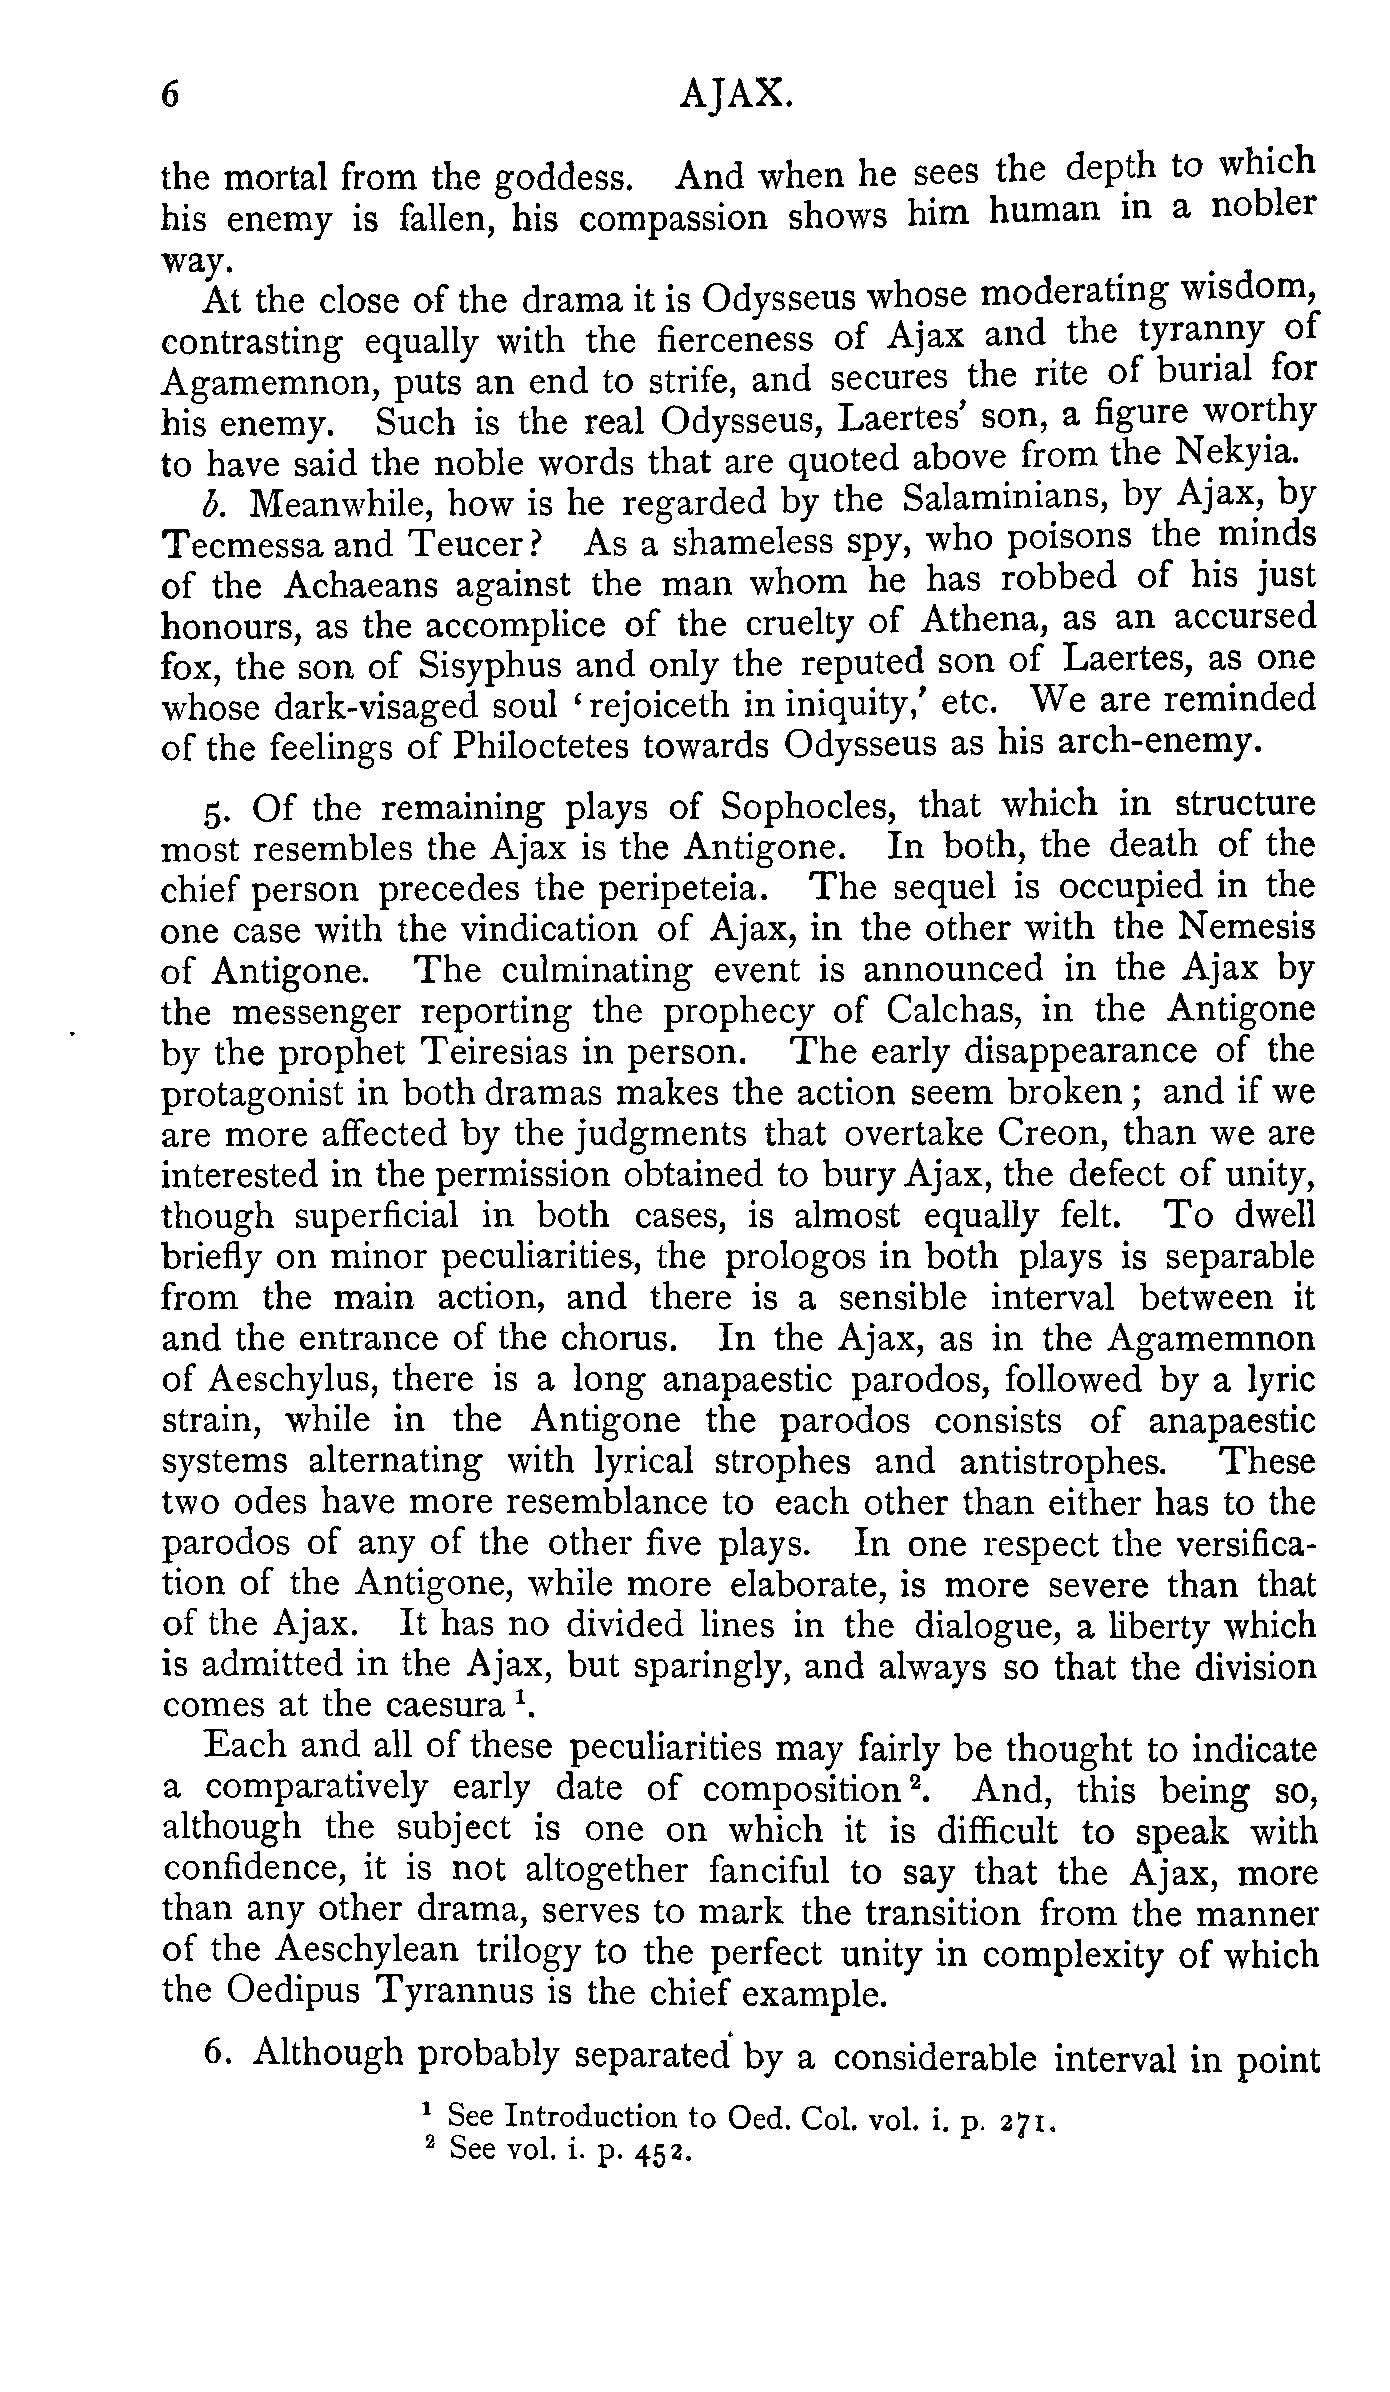 6 AJAX.
the mortal from the goddess. And when he sees the depth to which
his enemy is fallen, his compassion shows him human in a nobler
way.
At the close of the drama it is Odysseus whose moderating wisdom,
contrasting equally with the fierceness of Ajax and the tyranny of
Agamemnon, puts an end to strife, and secures the rite of burial for
his enemy. Such is the real Odysseus, Laertes' son, a figure worthy
to have said the noble words that are quoted above from the Nekyia.
b. Meanwhile, how is he regarded by the Salaminians, by Ajax, by
Tecmessa and Teucer? As a shameless spy, who poisons the minds
of the Achaeans against the man whom he has robbed of his just
honours, as the accomplice of the cruelty of Athena, as an accursed
fox, the son of Sisyphus and only the reputed son of Laertes, as one
whose dark-visaged soul ‘rejoiceth in iniquity,’ etc. We are reminded
of the feelings of Philoctetes towards Odysseus as his arch-enemy.
5. Of the remaining plays of Sophocles, that which in structure
most resembles the Ajax is the Antigone. In both, the death of the
chief person precedes the peripeteia. The sequel is occupied in the
one case with the vindication of Ajax, in the other with the Nemesis
of Antigone. The culminating event is announced in the Ajax by
the messenger reporting the prophecy of Calchas, in the Antigone
by the prophet Teiresias in person. The early disappearance of the
protagonist in both dramas makes the action seem broken; and if we
are more affected by the judgments that overtake Creon, than we are
interested in the permission obtained to bury Ajax, the defect of unity,
though superficial in both cases, is almost equally felt. To dwell
briefly on minor peculiarities, the prologos in both plays is separable
from the main action, and there is a sensible interval between it
and the entrance of the chorus. In the Ajax, as in the Agamemnon
of Aeschylus, there is a long anapaestic parodos, followed by a lyric
strain, while in the Antigone the parodos consists of anapaestic
systems alternating with lyrical strophes and antistrophes. These
two odes have more resemblance to each other than either has to the
parodos of any of the other five plays. In one respect the versifica-
tion of the Antigone, while more elaborate, is more severe than that
of the Ajax. It has no divided lines in the dialogue, a liberty which
is admitted in the Ajax, but sparingly, and always so that the division
comes at the caesura ¹.
Each and all of these peculiarities may fairly be thought to indicate
a comparatively early date of composition ². And, this being so,
although the subject is one on which it is difficult to speak with
confidence, it is not altogether fanciful to say that the Ajax, more
than any other drama, serves to mark the transition from the manner
of the Aeschylean trilogy to the perfect unity in complexity of which
the Oedipus Tyrannus is the chief example.
6. Although probably separated by a considerable interval in point
¹ See Introduction to Oed. Col. vol. i. p. 271.
² See vol. i. p. 452.